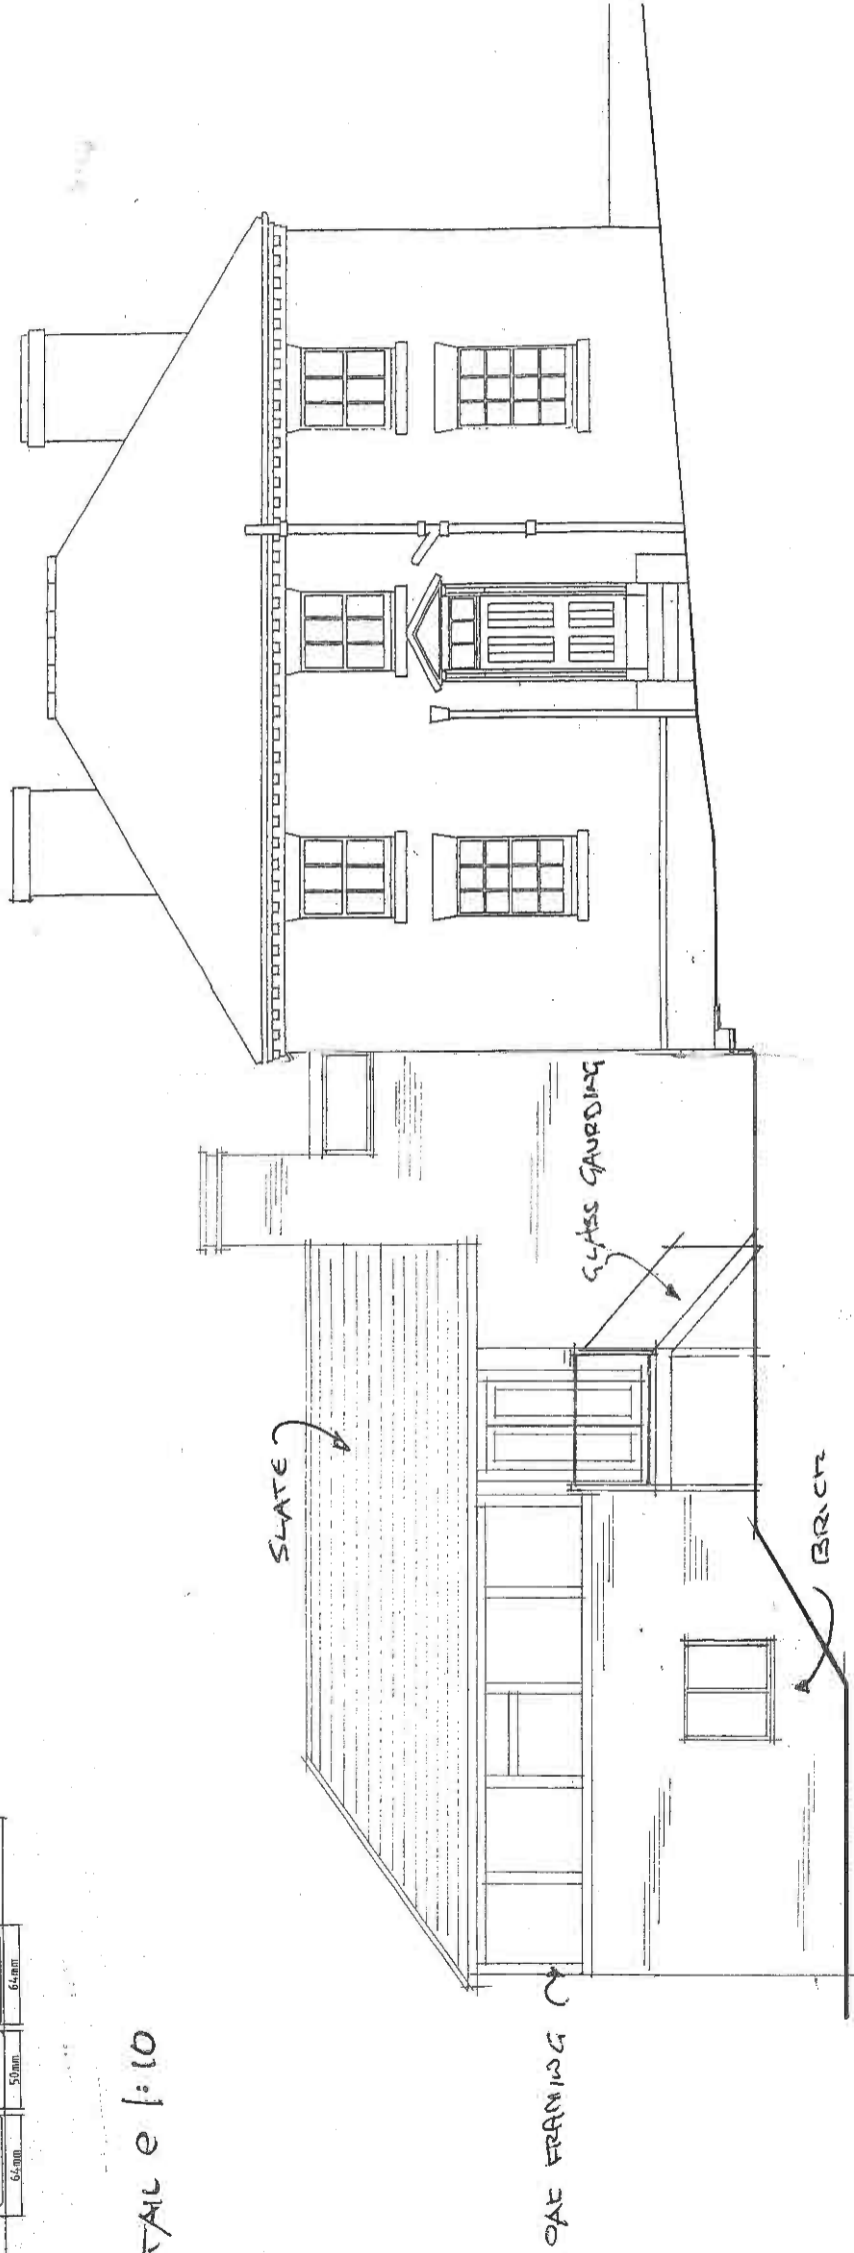 64mm 50mm 64mm
TAIL @ 1:10
SLATE
GLASS GAURDING
OAK FRAMING
BRICK